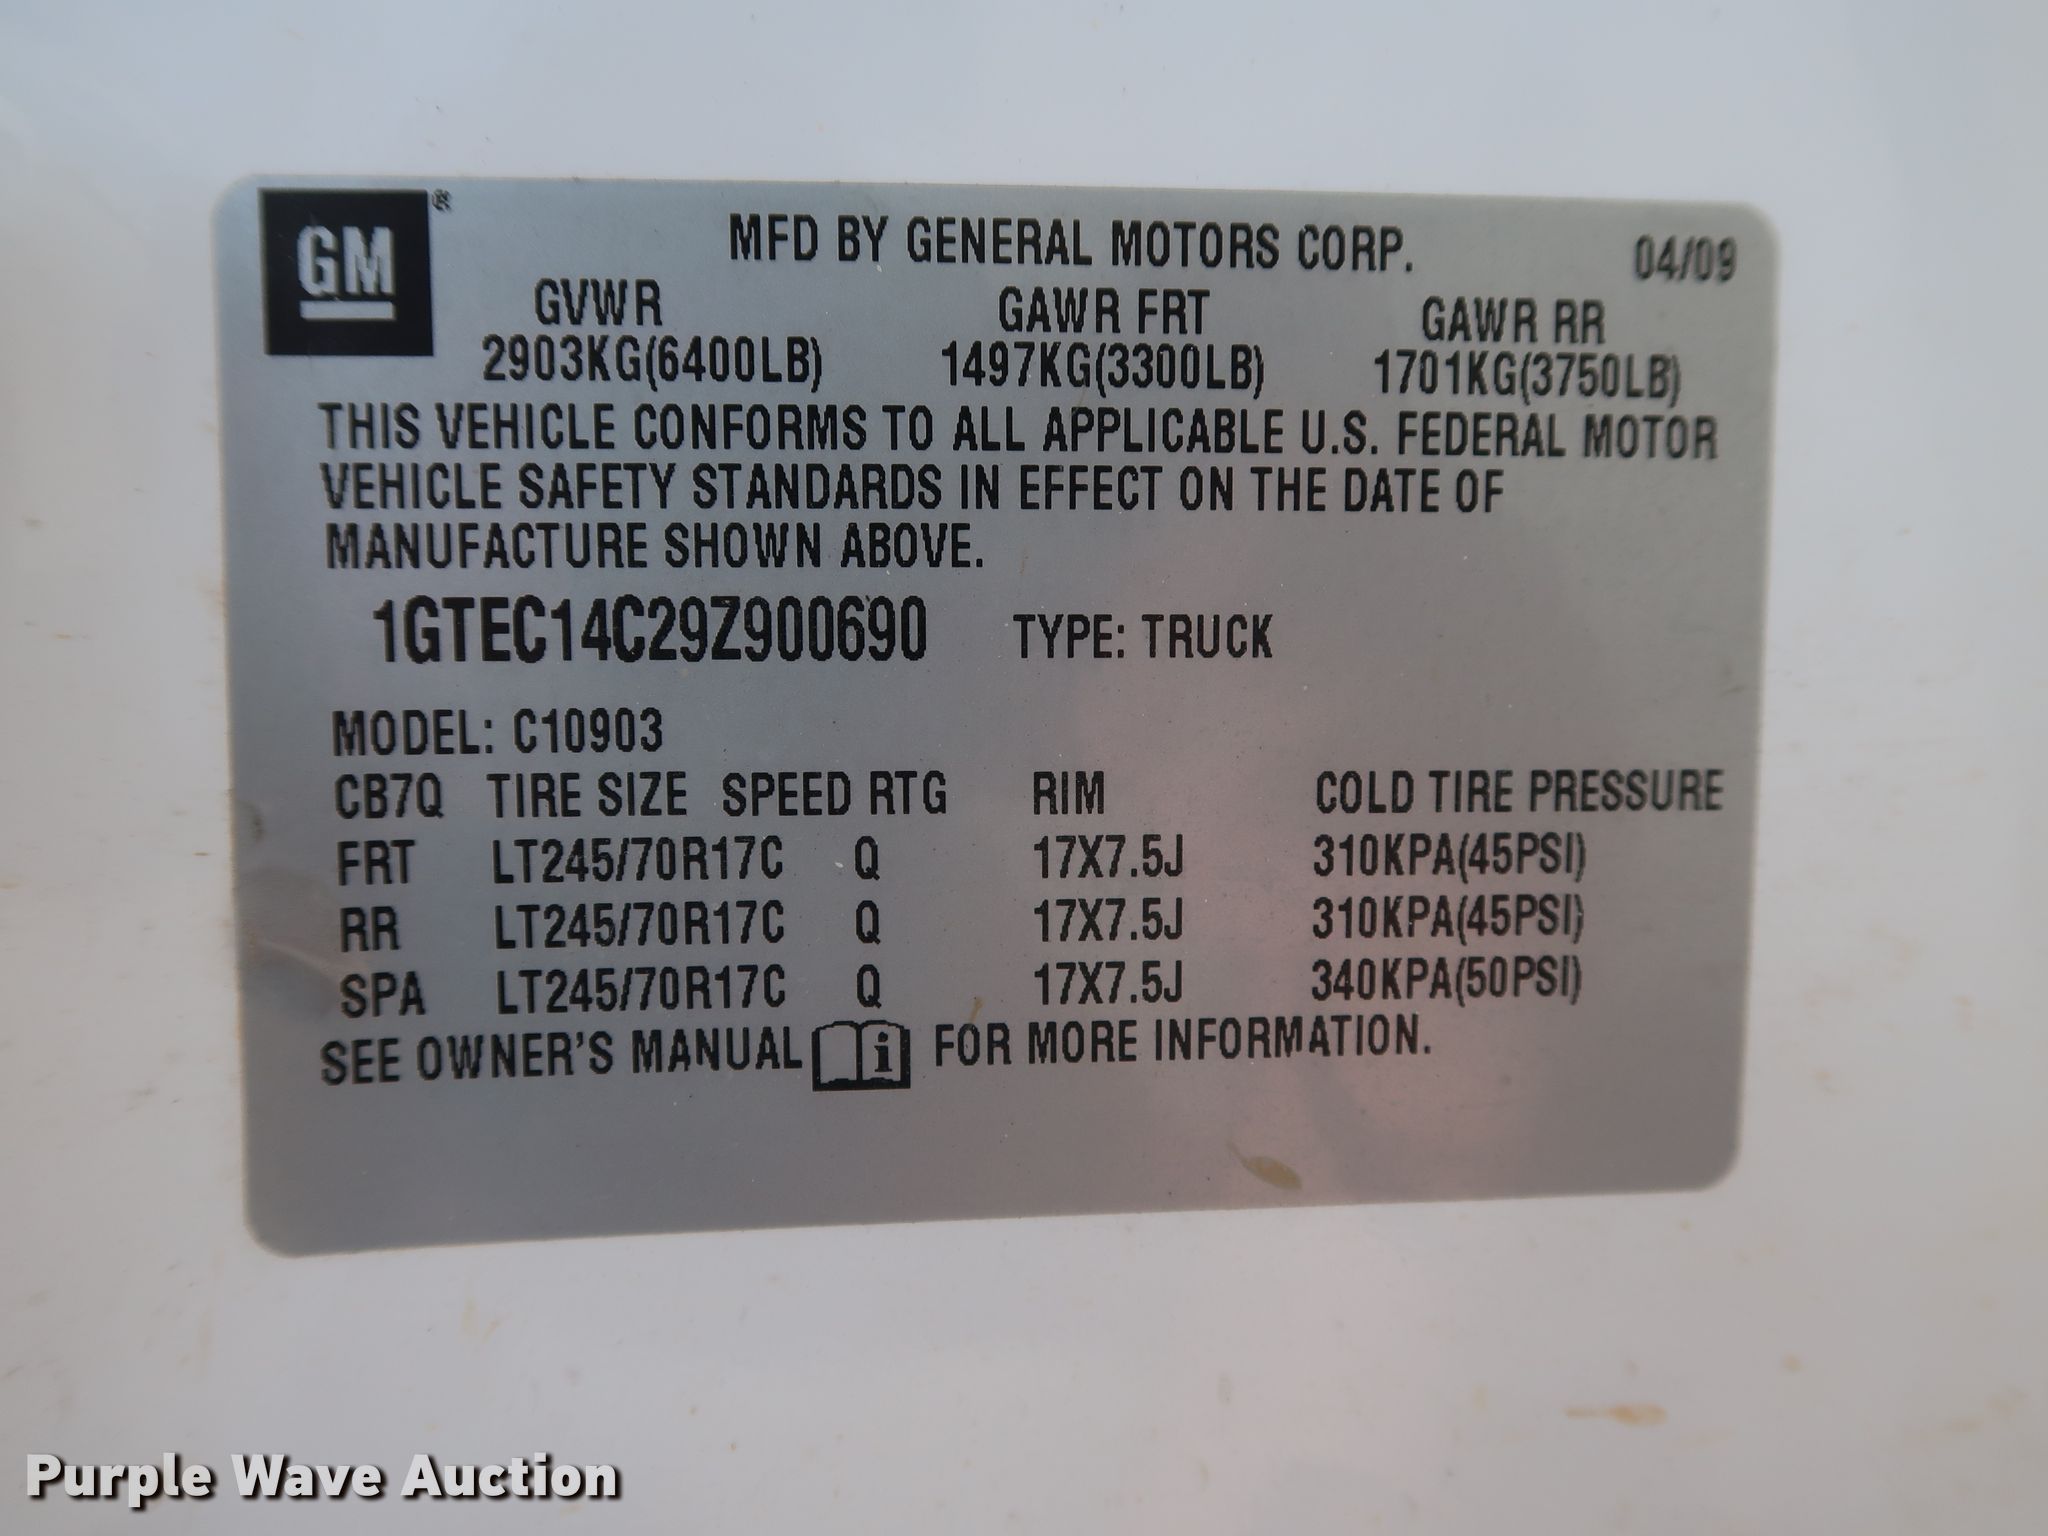 GM®
MFD BY GENERAL MOTORS CORP. 04/09
GVWR GAWR FRT GAWR RR
2903KG(6400LB) 1497KG(3300LB) 1701KG(3750LB)
THIS VEHICLE CONFORMS TO ALL APPLICABLE U.S. FEDERAL MOTOR
VEHICLE SAFETY STANDARDS IN EFFECT ON THE DATE OF
MANUFACTURE SHOWN ABOVE.
1GTEC14C29Z900690 TYPE: TRUCK
MODEL: C10903
CB7Q TIRE SIZE SPEED RTG RIM COLD TIRE PRESSURE
FRT LT245/70R17C Q 17X7.5J 310KPA(45PSI)
RR LT245/70R17C Q 17X7.5J 310KPA(45PSI)
SPA LT245/70R17C Q 17X7.5J 340KPA(50PSI)
SEE OWNER'S MANUAL i FOR MORE INFORMATION.
Purple Wave Auction